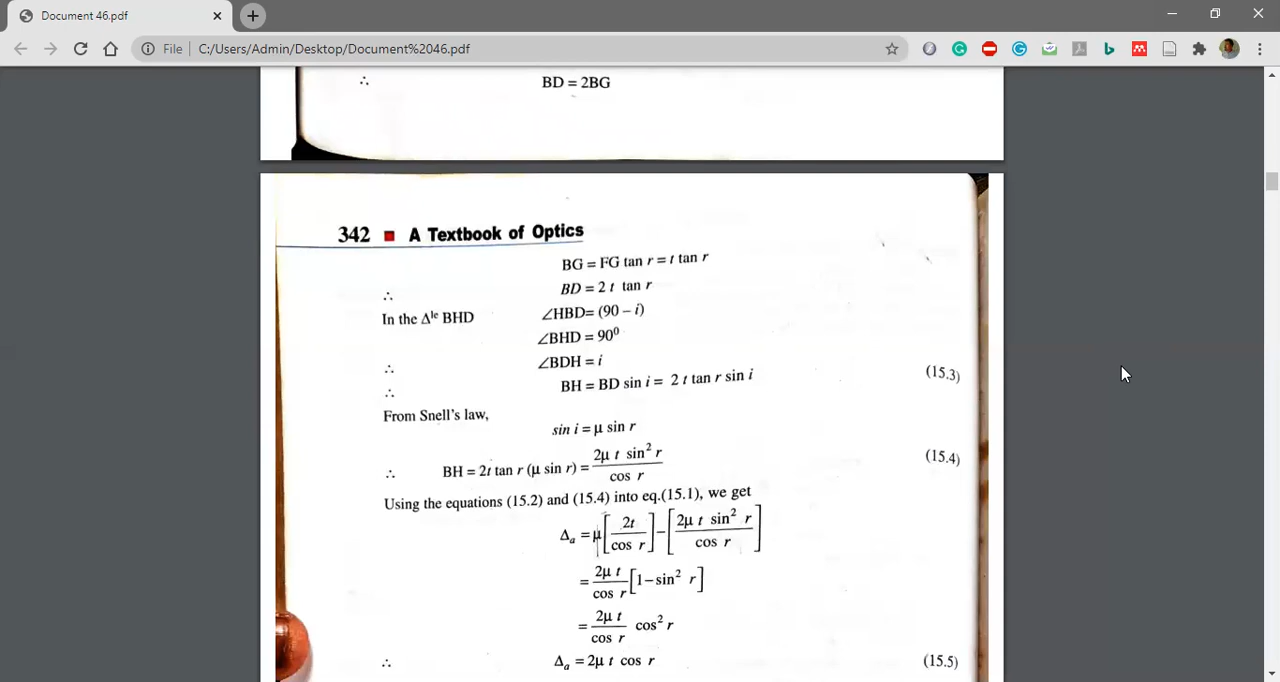 Document 46.pdf
File | C:/Users/Admin/Desktop/Document%2046.pdf
∴ BD = 2BG
342 ■ A Textbook of Optics
BG = FG tan r = t tan r
∴ BD = 2 t tan r
In the Δˡᵉ BHD ∠HBD= (90 – i)
∠BHD = 90⁰
∴ ∠BDH = i
∴ BH = BD sin i = 2 t tan r sin i (15.3)
From Snell's law,
sin i = μ sin r
∴ BH = 2t tan r (μ sin r) = 2μ t sin² r / cos r (15.4)
Using the equations (15.2) and (15.4) into eq.(15.1), we get
Δₐ = μ[2t / cos r] – [2μ t sin² r / cos r]
= 2μ t / cos r [1 – sin² r]
= 2μ t / cos r cos² r
∴ Δₐ = 2μ t cos r (15.5)